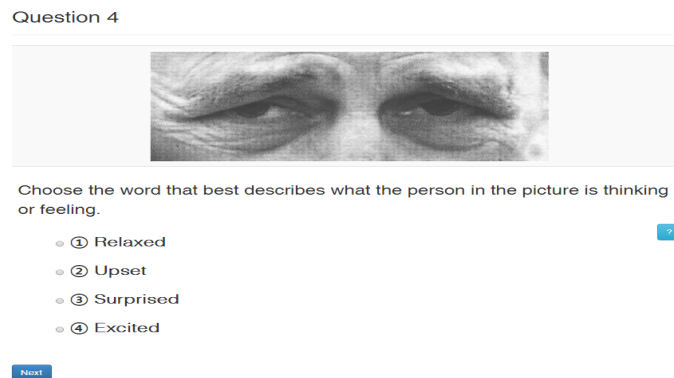 Question 4
Choose the word that best describes what the person in the picture is thinking
or feeling.
?
① Relaxed
② Upset
③ Surprised
④ Excited
Next